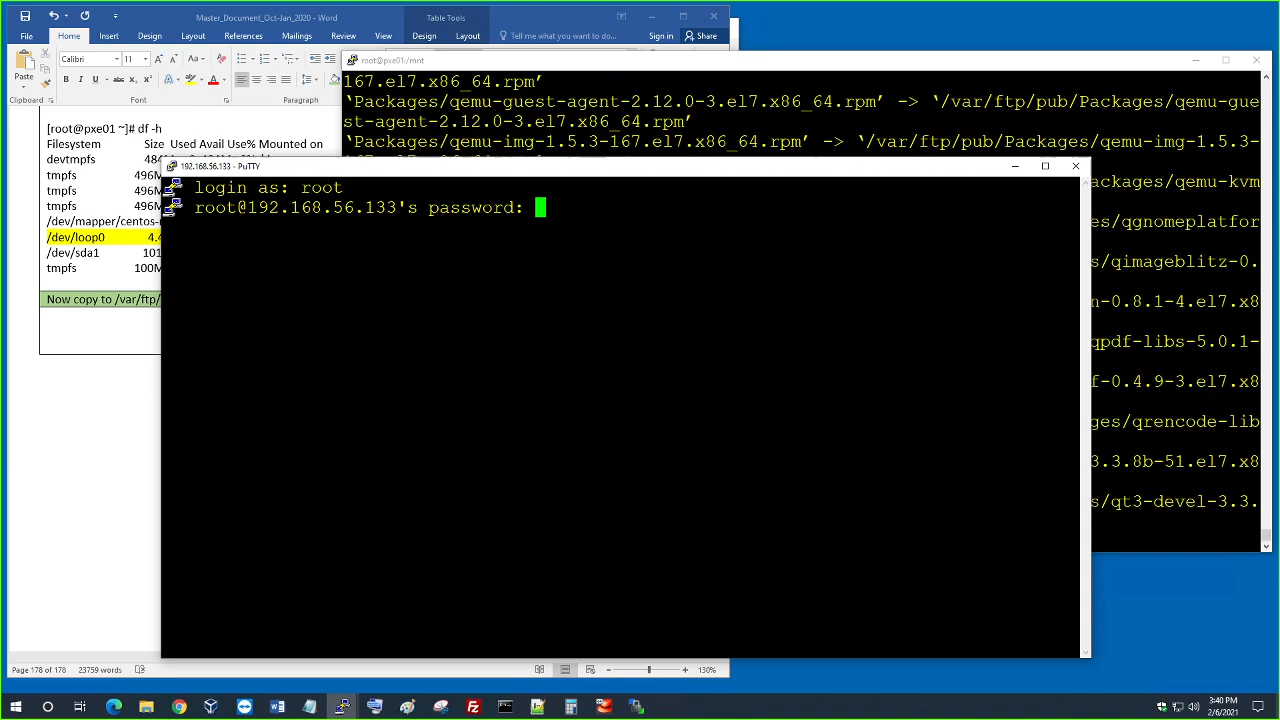 Master_Document_Oct-Jan_2020 - Word
Table Tools
File Home Insert Design Layout References Mailings Review View Design Layout Tell me what you want to do... Sign in Share
Paste
Calibri 11
Clipboard Font Paragraph
[root@pxe01 ~]# df -h
Filesystem Size Used Avail Use% Mounted on
devtmpfs 484M
tmpfs 496M
tmpfs 496M
tmpfs 496M
/dev/mapper/centos-
/dev/loop0 4.4
/dev/sda1 101
tmpfs 100M
Now copy to /var/ftp/
Page 178 of 178 23759 words 130%
root@pxe01:/mnt
167.el7.x86_64.rpm’
‘Packages/qemu-guest-agent-2.12.0-3.el7.x86_64.rpm’ -> ‘/var/ftp/pub/Packages/qemu-gue
st-agent-2.12.0-3.el7.x86_64.rpm’
‘Packages/qemu-img-1.5.3-167.el7.x86_64.rpm’ -> ‘/var/ftp/pub/Packages/qemu-img-1.5.3-
es/qemu-kvm
es/qgnomeplatfor
s/qimageblitz-0.
n-0.8.1-4.el7.x8
qpdf-libs-5.0.1-
f-0.4.9-3.el7.x8
ges/qrencode-lib
3.3.8b-51.el7.x8
s/qt3-devel-3.3.
192.168.56.133 - PuTTY
login as: root
root@192.168.56.133's password:
3:40 PM
2/6/2021